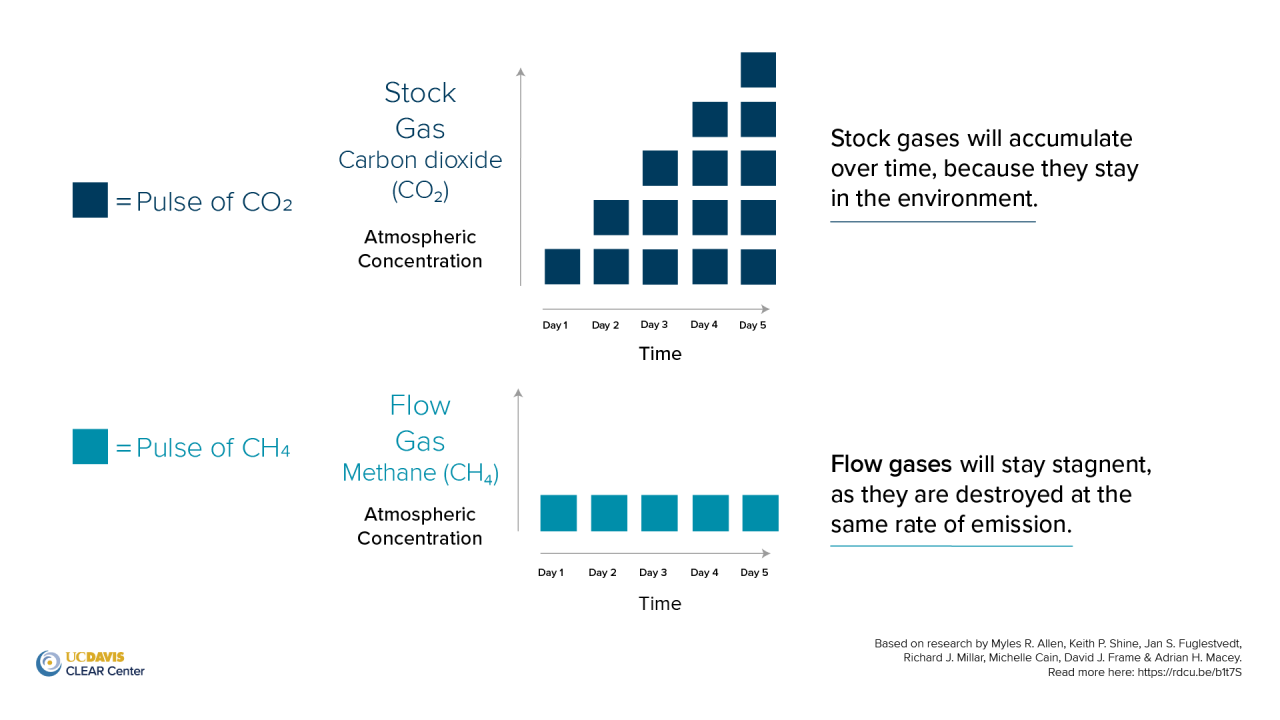 Stock
Gas
Carbon dioxide
(CO₂)
= Pulse of CO₂
Atmospheric
Concentration
Day 1 Day 2 Day 3 Day 4 Day 5
Time
Stock gases will accumulate
over time, because they stay
in the environment.
Flow
Gas
Methane (CH₄)
= Pulse of CH₄
Atmospheric
Concentration
Day 1 Day 2 Day 3 Day 4 Day 5
Time
Flow gases will stay stagnent,
as they are destroyed at the
same rate of emission.
UCDAVIS
CLEAR Center
Based on research by Myles R. Allen, Keith P. Shine, Jan S. Fuglestvedt,
Richard J. Millar, Michelle Cain, David J. Frame & Adrian H. Macey.
Read more here: https://rdcu.be/b1t7S